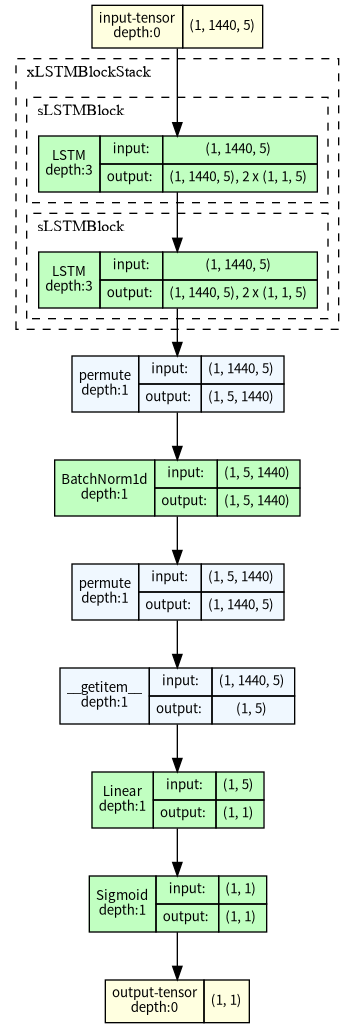 input-tensor
depth:0
(1, 1440, 5)
xLSTMBlockStack
sLSTMBlock
LSTM
depth:3
input:
(1, 1440, 5)
output:
(1, 1440, 5), 2 x (1, 1, 5)
sLSTMBlock
LSTM
depth:3
input:
(1, 1440, 5)
output:
(1, 1440, 5), 2 x (1, 1, 5)
permute
depth:1
input:
(1, 1440, 5)
output:
(1, 5, 1440)
BatchNorm1d
depth:1
input:
(1, 5, 1440)
output:
(1, 5, 1440)
permute
depth:1
input:
(1, 5, 1440)
output:
(1, 1440, 5)
__getitem__
depth:1
input:
(1, 1440, 5)
output:
(1, 5)
Linear
depth:1
input:
(1, 5)
output:
(1, 1)
Sigmoid
depth:1
input:
(1, 1)
output:
(1, 1)
output-tensor
depth:0
(1, 1)